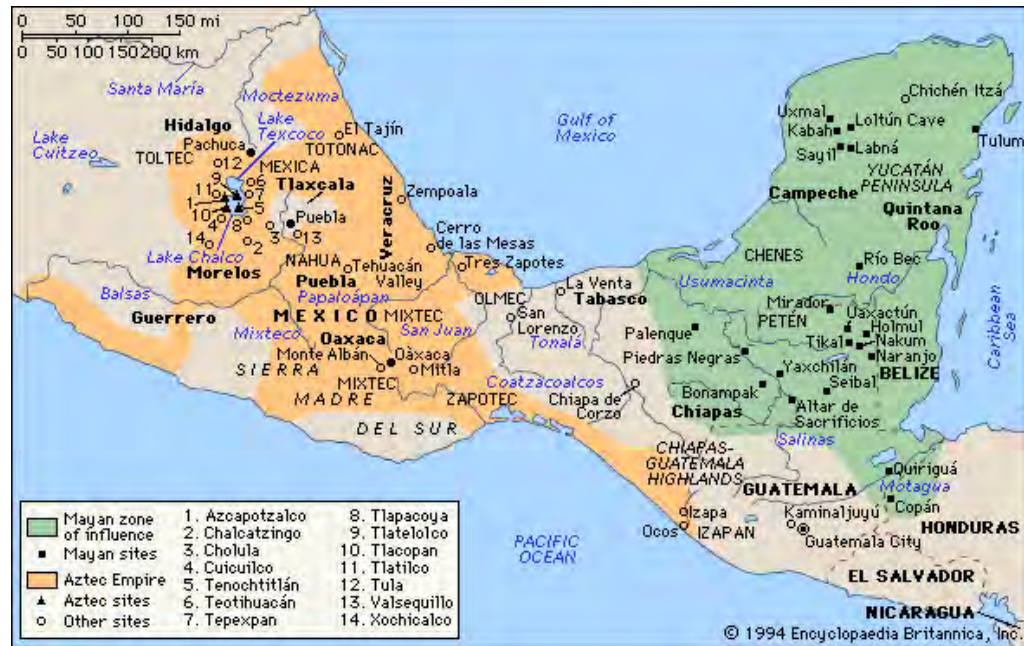 0 50 100 150 mi
0 50 100 150 200 km
Santa María
Moctezuma
Lake Cuitzeo
Lake Texcoco
Hidalgo
Pachuca
TOLTEC
12
MEXICA
9
6
11
7
1
5
10
4
8
14
2
3
13
El Tajín
TOTONAC
Tlaxcala
Puebla
Veracruz
Zempoala
Cerro de las Mesas
Lake Chalco
Morelos
NAHUA
Tehuacán Valley
Puebla
Tres Zapotes
Papaloápan
Balsas
Guerrero
MEXICO
MIXTEC
Mixteco
San Juan
Oaxaca
Monte Albán
Oàxaca
Mitla
MIXTEC
ZAPOTEC
SIERRA
MADRE
DEL SUR
OLMEC
San Lorenzo
La Venta
Tabasco
Tonalá
Coatzacoalcos
Chiapa de Corzo
Gulf of Mexico
Uxmal
Kabah
Sayil
Loltún Cave
Labná
Chichén Itzá
Tulum
YUCATÁN PENINSULA
Campeche
Quintana Roo
CHENES
Río Bec
Hondo
Usumacinta
Mirador
PETÉN
Uaxactún
Holmul
Tikal
Nakum
Naranjo
BELIZE
Palenque
Piedras Negras
Yaxchilán
Seibal
Bonampak
Altar de Sacrificios
Chiapas
Salinas
Caribbean Sea
CHIAPAS-GUATEMALA HIGHLANDS
Quiriguá
Motagua
Copán
GUATEMALA
Kaminaljuyú
Guatemala City
HONDURAS
Izapa
Ocos
IZAPAN
EL SALVADOR
NICARAGUA
PACIFIC OCEAN
Mayan zone of influence
Mayan sites
Aztec Empire
Aztec sites
Other sites
1. Azcapotzalco
2. Chalcatzingo
3. Cholula
4. Cuicuilco
5. Tenochtitlán
6. Teotihuacán
7. Tepexpan
8. Tlapacoya
9. Tlatelolco
10. Tlacopan
11. Tlatilco
12. Tula
13. Valsequillo
14. Xochicalco
© 1994 Encyclopaedia Britannica, Inc.